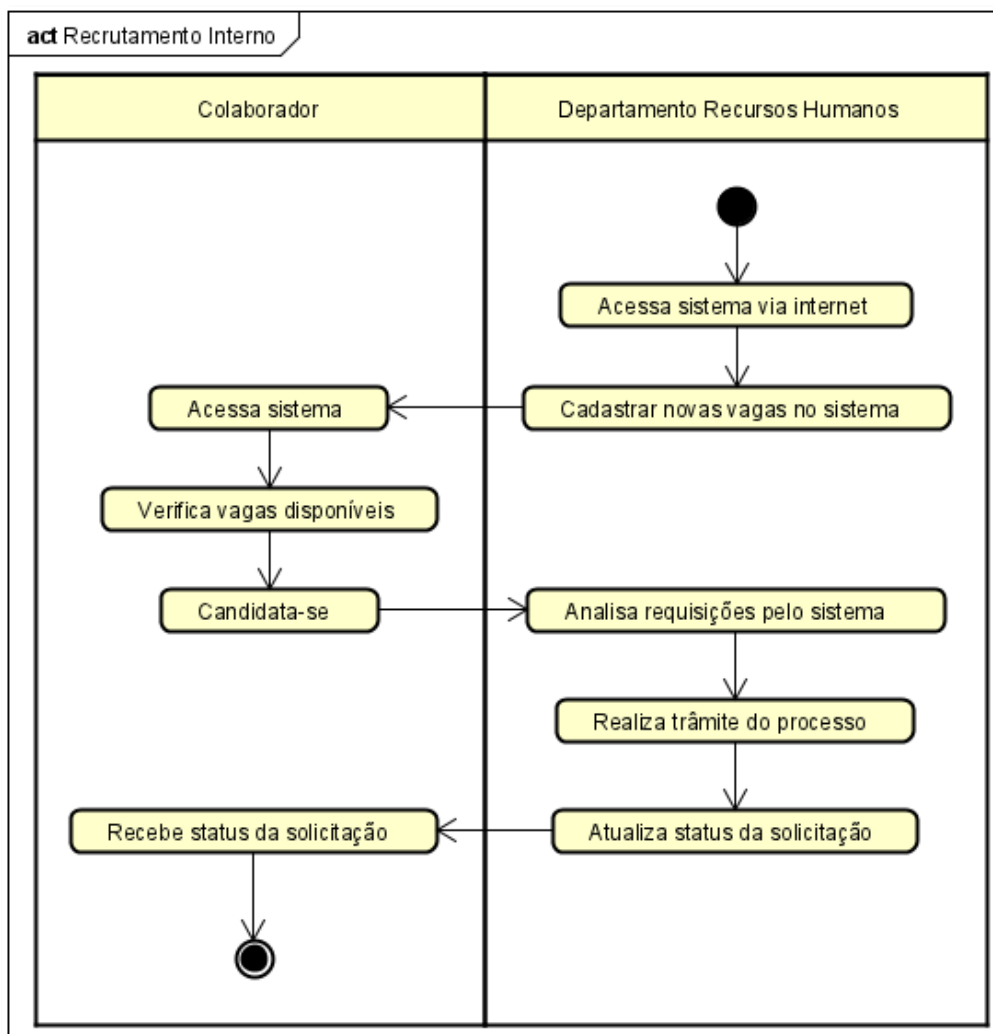 act Recrutamento Interno
Colaborador
Departamento Recursos Humanos
Acessa sistema via internet
Cadastrar novas vagas no sistema
Acessa sistema
Verifica vagas disponíveis
Candidata-se
Analisa requisições pelo sistema
Realiza trâmite do processo
Atualiza status da solicitação
Recebe status da solicitação